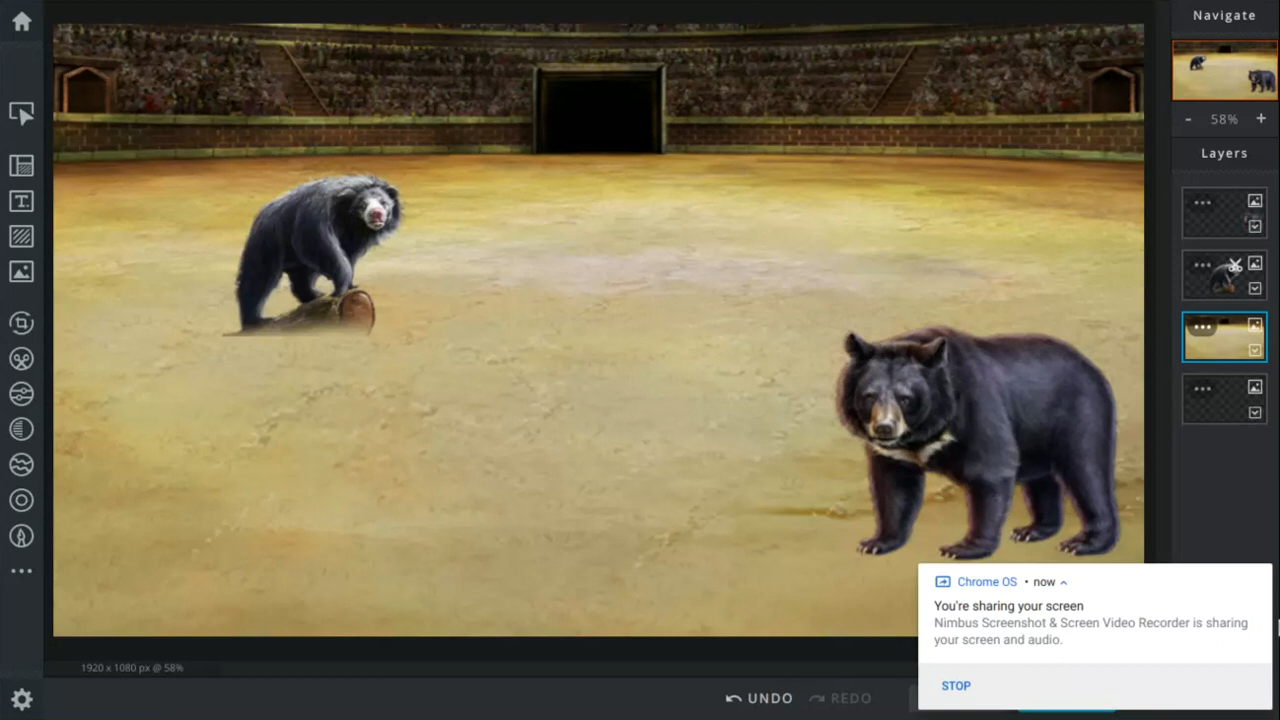 Navigate
- 58% +
Layers
Chrome OS • now
You're sharing your screen
Nimbus Screenshot & Screen Video Recorder is sharing
your screen and audio.
STOP
1920 x 1080 px @ 58%
UNDO REDO